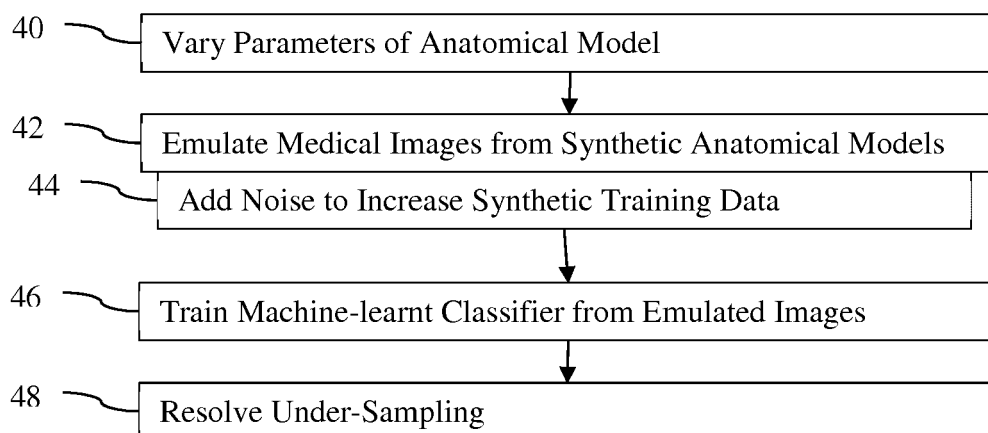 40 Vary Parameters of Anatomical Model
42 Emulate Medical Images from Synthetic Anatomical Models
44 Add Noise to Increase Synthetic Training Data
46 Train Machine-learnt Classifier from Emulated Images
48 Resolve Under-Sampling